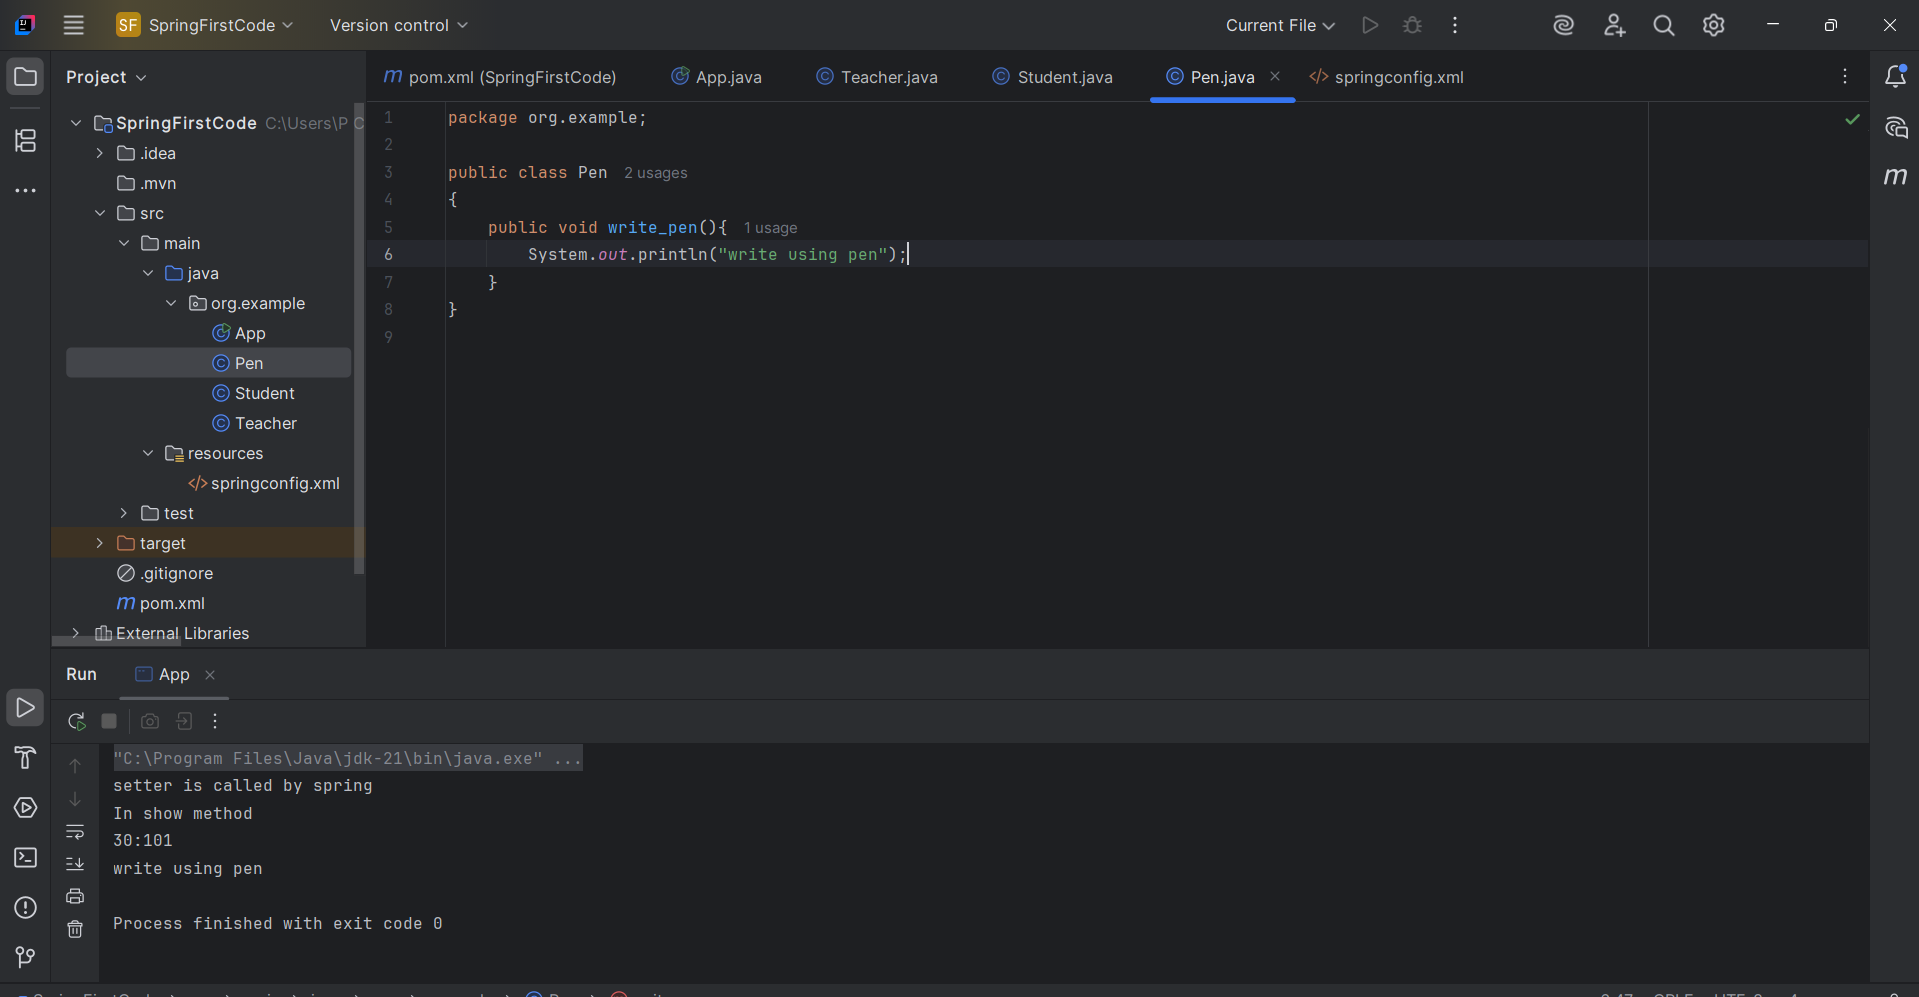 SF SpringFirstCode Version control Current File
Project
pom.xml (SpringFirstCode) App.java Teacher.java Student.java Pen.java springconfig.xml
SpringFirstCode C:\Users\P C
.idea
.mvn
src
main
java
org.example
App
Pen
Student
Teacher
resources
springconfig.xml
test
target
.gitignore
pom.xml
External Libraries
1 package org.example;
2
3 public class Pen 2 usages
4 {
5 public void write_pen(){ 1 usage
6 System.out.println("write using pen");
7 }
8 }
9
Run App
"C:\Program Files\Java\jdk-21\bin\java.exe" ...
setter is called by spring
In show method
30:101
write using pen
Process finished with exit code 0